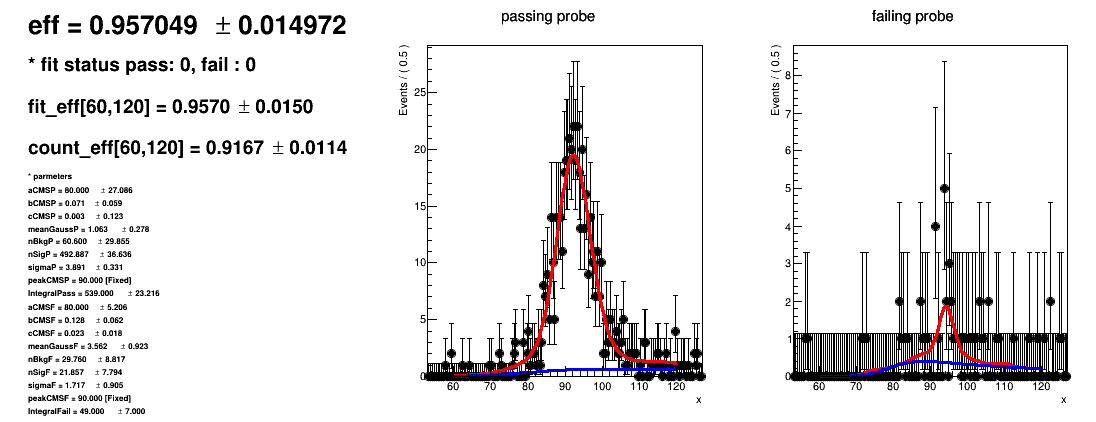 eff = 0.957049 ± 0.014972
* fit status pass: 0, fail : 0
fit_eff[60,120] = 0.9570 ± 0.0150
count_eff[60,120] = 0.9167 ± 0.0114
* parmeters
aCMSP = 80.000 ± 27.086
bCMSP = 0.071 ± 0.059
cCMSP = 0.003 ± 0.123
meanGaussP = 1.063 ± 0.278
nBkgP = 60.600 ± 29.855
nSigP = 492.887 ± 36.636
sigmaP = 3.891 ± 0.331
peakCMSP = 90.000 [Fixed]
IntegralPass = 539.000 ± 23.216
aCMSF = 80.000 ± 5.206
bCMSF = 0.128 ± 0.062
cCMSF = 0.023 ± 0.018
meanGaussF = 3.562 ± 0.923
nBkgF = 29.760 ± 8.817
nSigF = 21.857 ± 7.794
sigmaF = 1.717 ± 0.905
peakCMSF = 90.000 [Fixed]
IntegralFail = 49.000 ± 7.000
passing probe
Events / ( 0.5 )
25
20
15
10
5
0
60 70 80 90 100 110 120
x
failing probe
Events / ( 0.5 )
8
7
6
5
4
3
2
1
0
60 70 80 90 100 110 120
x